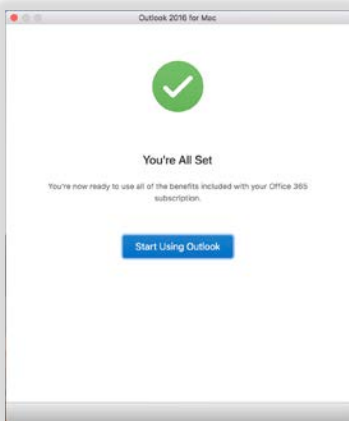 Outlook 2016 for Mac
You're All Set
You're now ready to use all of the benefits included with your Office 365
subscription.
Start Using Outlook